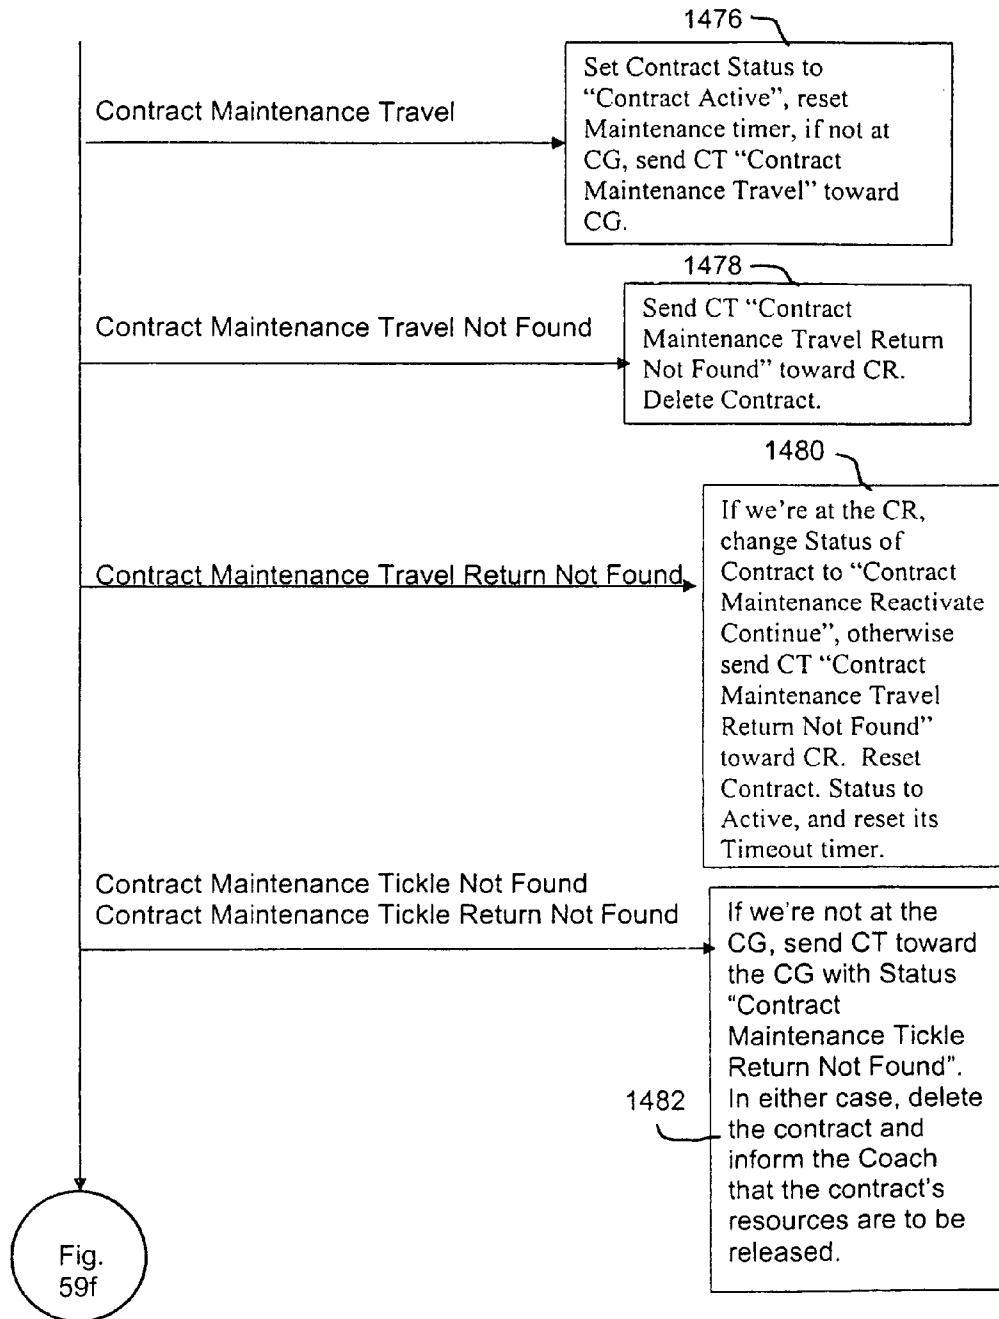 1476
Set Contract Status to
“Contract Active”, reset
Maintenance timer, if not at
CG, send CT “Contract
Maintenance Travel” toward
CG.
Contract Maintenance Travel
1478
Send CT “Contract
Maintenance Travel Return
Not Found” toward CR.
Delete Contract.
Contract Maintenance Travel Not Found
1480
If we’re at the CR,
change Status of
Contract to “Contract
Maintenance Reactivate
Continue”, otherwise
send CT “Contract
Maintenance Travel
Return Not Found”
toward CR. Reset
Contract. Status to
Active, and reset its
Timeout timer.
Contract Maintenance Travel Return Not Found
Contract Maintenance Tickle Not Found
Contract Maintenance Tickle Return Not Found
If we’re not at the
CG, send CT toward
the CG with Status
“Contract
Maintenance Tickle
Return Not Found”.
In either case, delete
the contract and
inform the Coach
that the contract’s
resources are to be
released.
1482
Fig.
59f